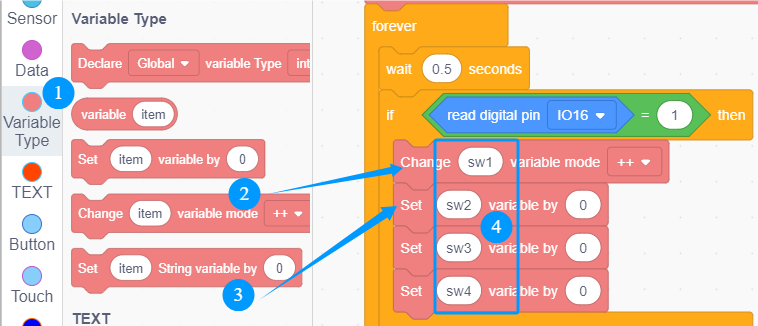 Sensor
Data
1
Variable
Type
TEXT
Button
Touch
Variable Type
Declare Global variable Type int
variable item
Set item variable by 0
2
Change item variable mode ++
Set item String variable by 0
3
TEXT
forever
wait 0.5 seconds
if read digital pin IO16 = 1 then
Change sw1 variable mode ++
Set sw2 variable by 0
4
Set sw3 variable by 0
Set sw4 variable by 0